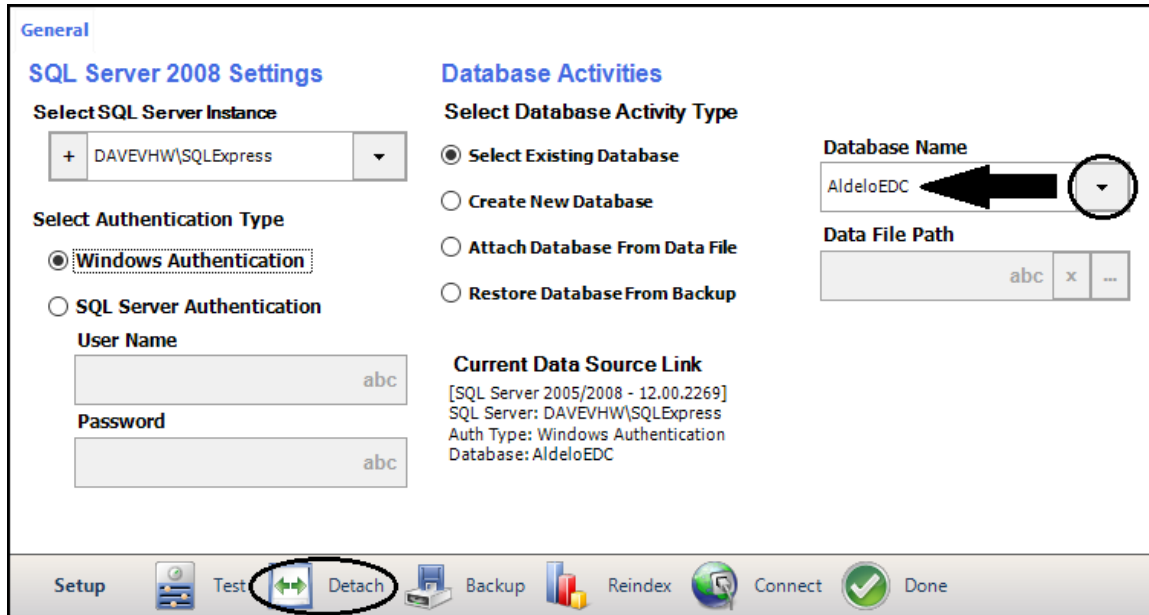 General
SQL Server 2008 Settings
Select SQL Server Instance
+ DAVEVHW\SQLExpress
Select Authentication Type
Windows Authentication
SQL Server Authentication
User Name
abc
Password
abc
Database Activities
Select Database Activity Type
Select Existing Database
Create New Database
Attach Database From Data File
Restore Database From Backup
Database Name
AldeloEDC
Data File Path
abc x ...
Current Data Source Link
[SQL Server 2005/2008 - 12.00.2269]
SQL Server: DAVEVHW\SQLExpress
Auth Type: Windows Authentication
Database: AldeloEDC
Setup Test Detach Backup Reindex Connect Done